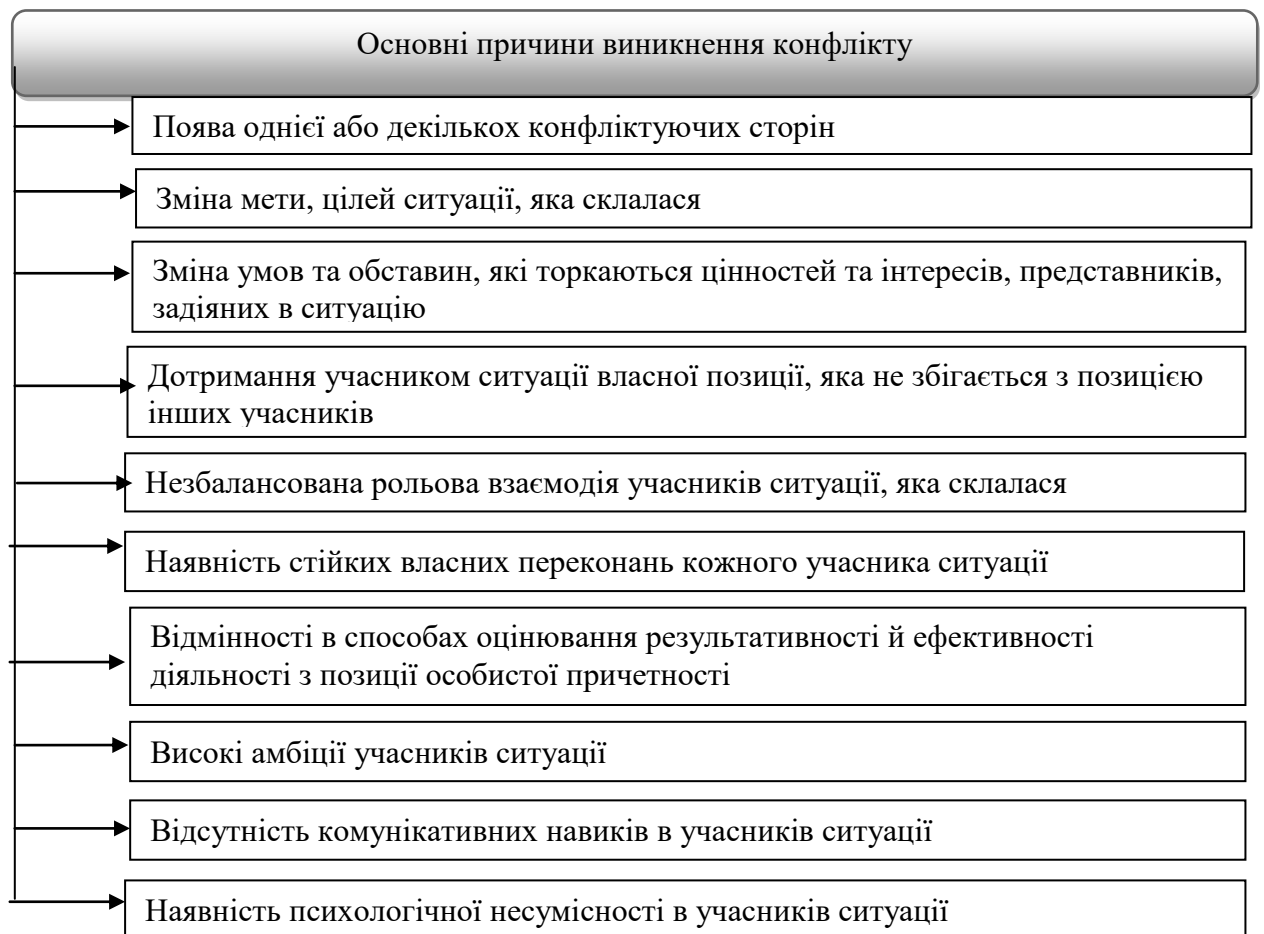 Основні причини виникнення конфлікту
Поява однієї або декількох конфліктуючих сторін
Зміна мети, цілей ситуації, яка склалася
Зміна умов та обставин, які торкаються цінностей та інтересів, представників,
задіяних в ситуацію
Дотримання учасником ситуації власної позиції, яка не збігається з позицією
інших учасників
Незбалансована рольова взаємодія учасників ситуації, яка склалася
Наявність стійких власних переконань кожного учасника ситуації
Відмінності в способах оцінювання результативності й ефективності
діяльності з позиції особистої причетності
Високі амбіції учасників ситуації
Відсутність комунікативних навиків в учасників ситуації
Наявність психологічної несумісності в учасників ситуації